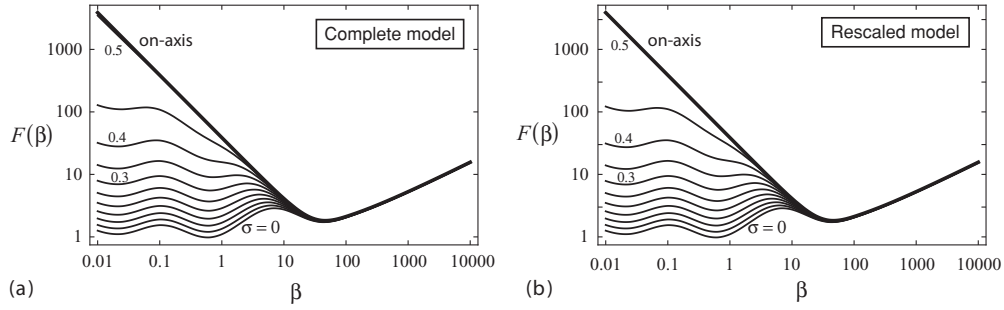 on-axis
Complete model
0.5
1000
100
F(β)
0.4
10
0.3
σ = 0
1
0.01 0.1 1 10 100 1000 10000
(a)
β
on-axis
Rescaled model
0.5
1000
100
F(β)
0.4
10
0.3
σ = 0
1
0.01 0.1 1 10 100 1000 10000
(b)
β